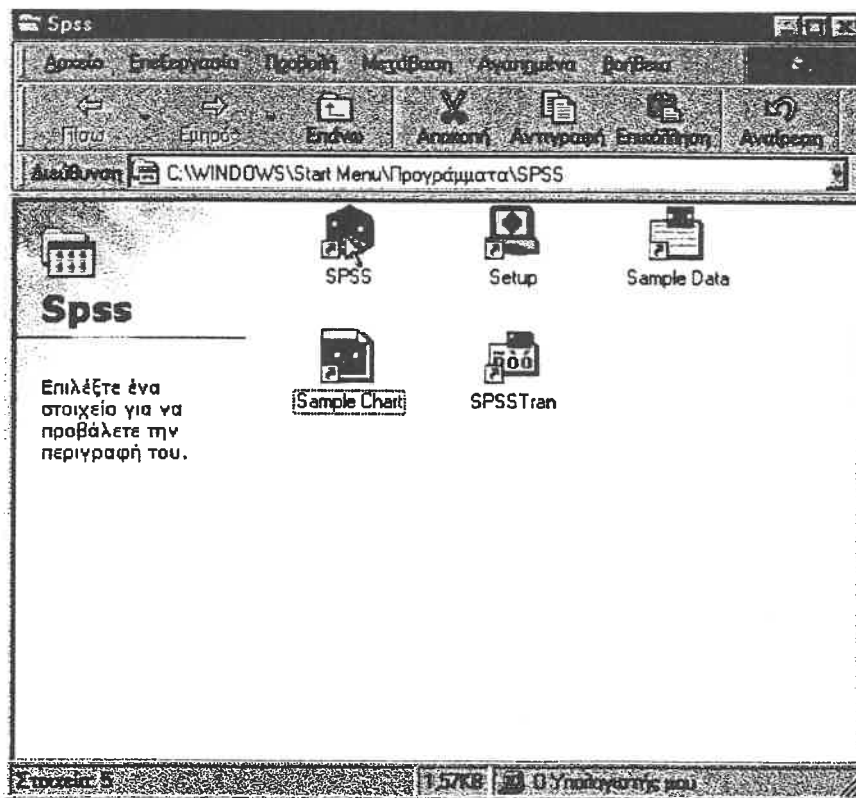 Spss
Αρχείο Επεξεργασία Προβολή Μετάβαση Αγαπημένα βοήθεια
Πίσω Εμπρός Επάνω Αποκοπή Αντιγραφή Επικόλληση Αναίρεση
Διεύθυνση C:\WINDOWS\Start Menu\Προγράμματα\SPSS
SPSS Setup Sample Data
Spss
Sample Chart SPSSTran
Επιλέξτε ένα
στοιχείο για να
προβάλετε την
περιγραφή του.
Στοιχεία: 5 1,57KB Ο Υπολογιστής μου